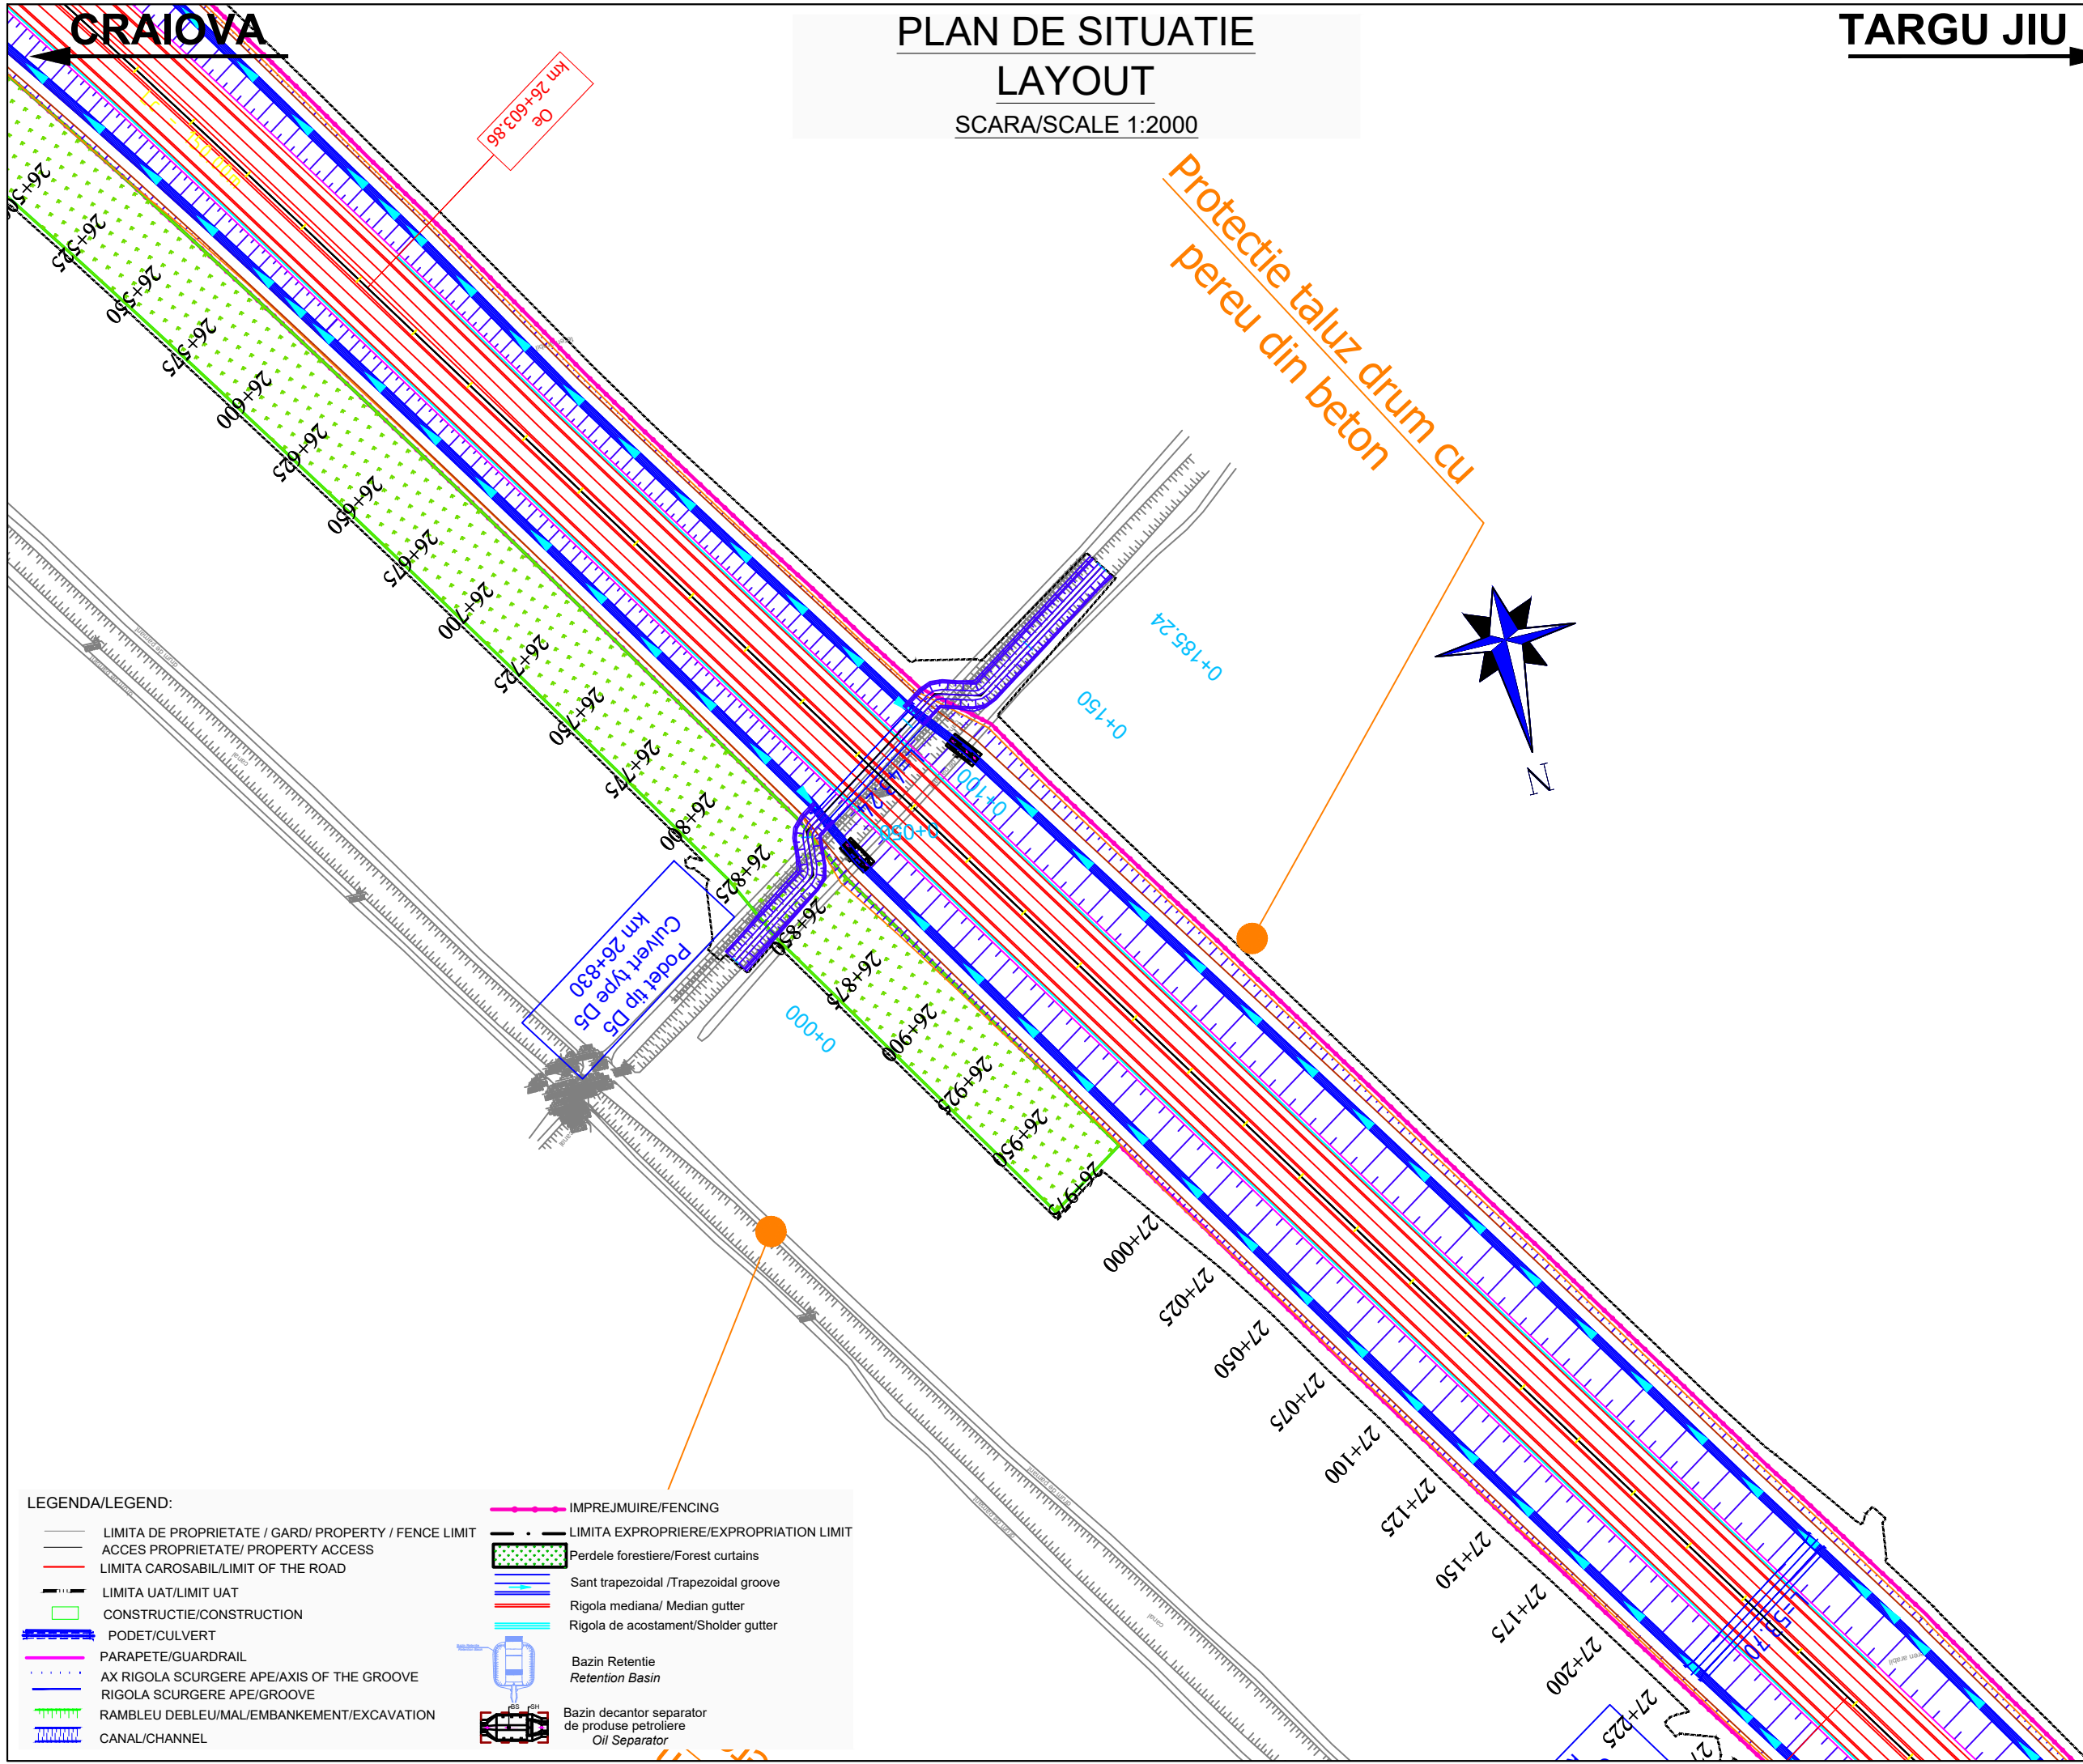 CRAIOVA
PLAN DE SITUATIE
LAYOUT
SCARA/SCALE 1:2000
TARGU JIU
Oe
km 26+603.86
Protectie taluz drum cu
pereu din beton
26+525
26+550
26+575
26+600
26+625
26+650
26+675
26+700
26+725
26+750
26+775
26+800
26+825
26+850
26+875
26+900
26+925
26+950
26+975
27+000
27+025
27+050
27+075
27+100
27+125
27+150
27+175
27+200
27+225
0+185.24
0+150
0+100
0+050
0+000
N
Podet tip D5
Culvert type D5
km 26+830
canal
canal
LEGENDA/LEGEND:
LIMITA DE PROPRIETATE / GARD/ PROPERTY / FENCE LIMIT
ACCES PROPRIETATE/ PROPERTY ACCESS
LIMITA CAROSABIL/LIMIT OF THE ROAD
LIMITA UAT/LIMIT UAT
CONSTRUCTIE/CONSTRUCTION
PODET/CULVERT
PARAPETE/GUARDRAIL
AX RIGOLA SCURGERE APE/AXIS OF THE GROOVE
RIGOLA SCURGERE APE/GROOVE
RAMBLEU DEBLEU/MAL/EMBANKEMENT/EXCAVATION
CANAL/CHANNEL
IMPREJMUIRE/FENCING
LIMITA EXPROPRIERE/EXPROPRIATION LIMIT
Perdele forestiere/Forest curtains
Sant trapezoidal /Trapezoidal groove
Rigola mediana/ Median gutter
Rigola de acostament/Sholder gutter
Bazin Retentie
Retention Basin
BS SH
Bazin decantor separator
de produse petroliere
Oil Separator